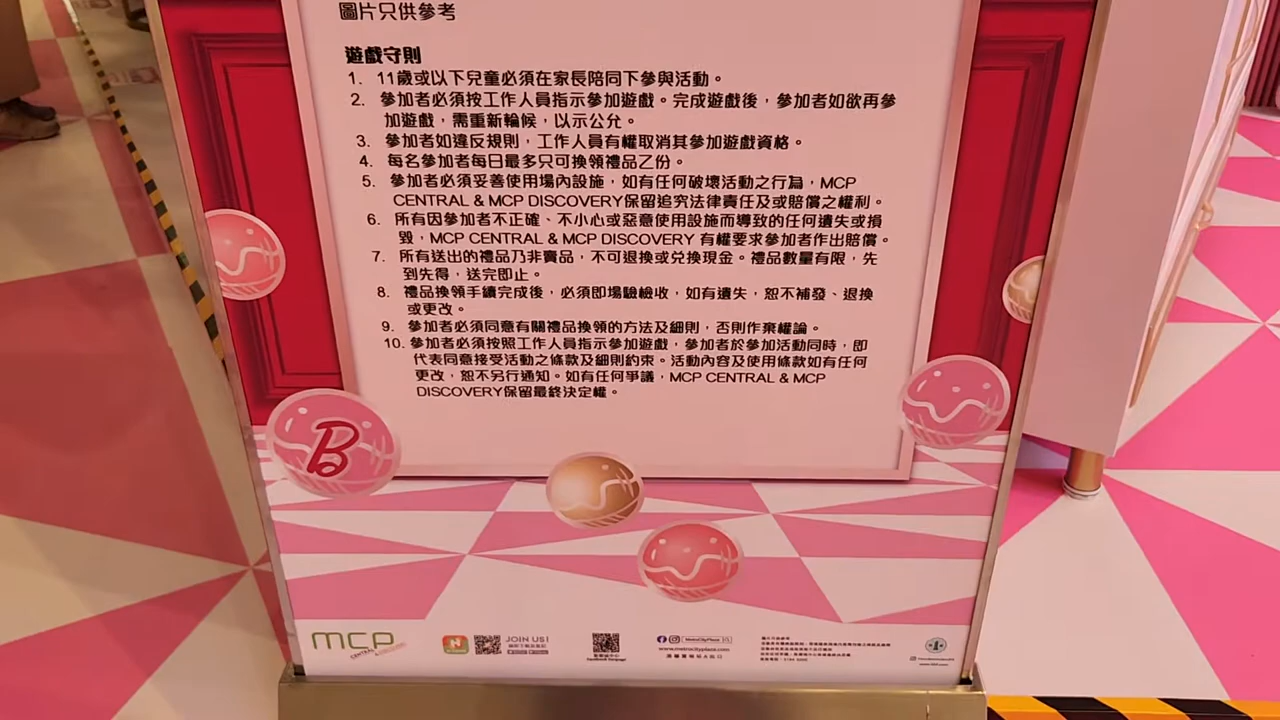 圖片只供參考
遊戲守則
1. 11歲或以下兒童必須在家長陪同下參與活動。
2. 參加者必須按工作人員指示參加遊戲。完成遊戲後，參加者如欲再參
加遊戲，需重新輪候，以示公允。
3. 參加者如違反規則，工作人員有權取消其參加遊戲資格。
4. 每名參加者每日最多只可換領禮品乙份。
5. 參加者必須妥善使用場內設施，如有任何破壞活動之行為，MCP
CENTRAL & MCP DISCOVERY保留追究法律責任及或賠償之權利。
6. 所有因參加者不正確、不小心或惡意使用設施而導致的任何遺失或損
毀，MCP CENTRAL & MCP DISCOVERY 有權要求參加者作出賠償。
7. 所有送出的禮品乃非賣品，不可退換或兌換現金。禮品數量有限，先
到先得，送完即止。
8. 禮品換領手續完成後，必須即場驗檢收，如有遺失，恕不補發、退換
或更改。
9. 參加者必須同意有關禮品換領的方法及細則，否則作棄權論。
10. 參加者必須按照工作人員指示參加遊戲，參加者於參加活動同時，即
代表同意接受活動之條款及細則約束。活動內容及使用條款如有任何
更改，恕不另行通知。如有任何爭議，MCP CENTRAL & MCP
DISCOVERY保留最終決定權。
B
mcp
CENTRAL &
JOIN US!
MetroCityPlaza
www.metrocityplaza.com